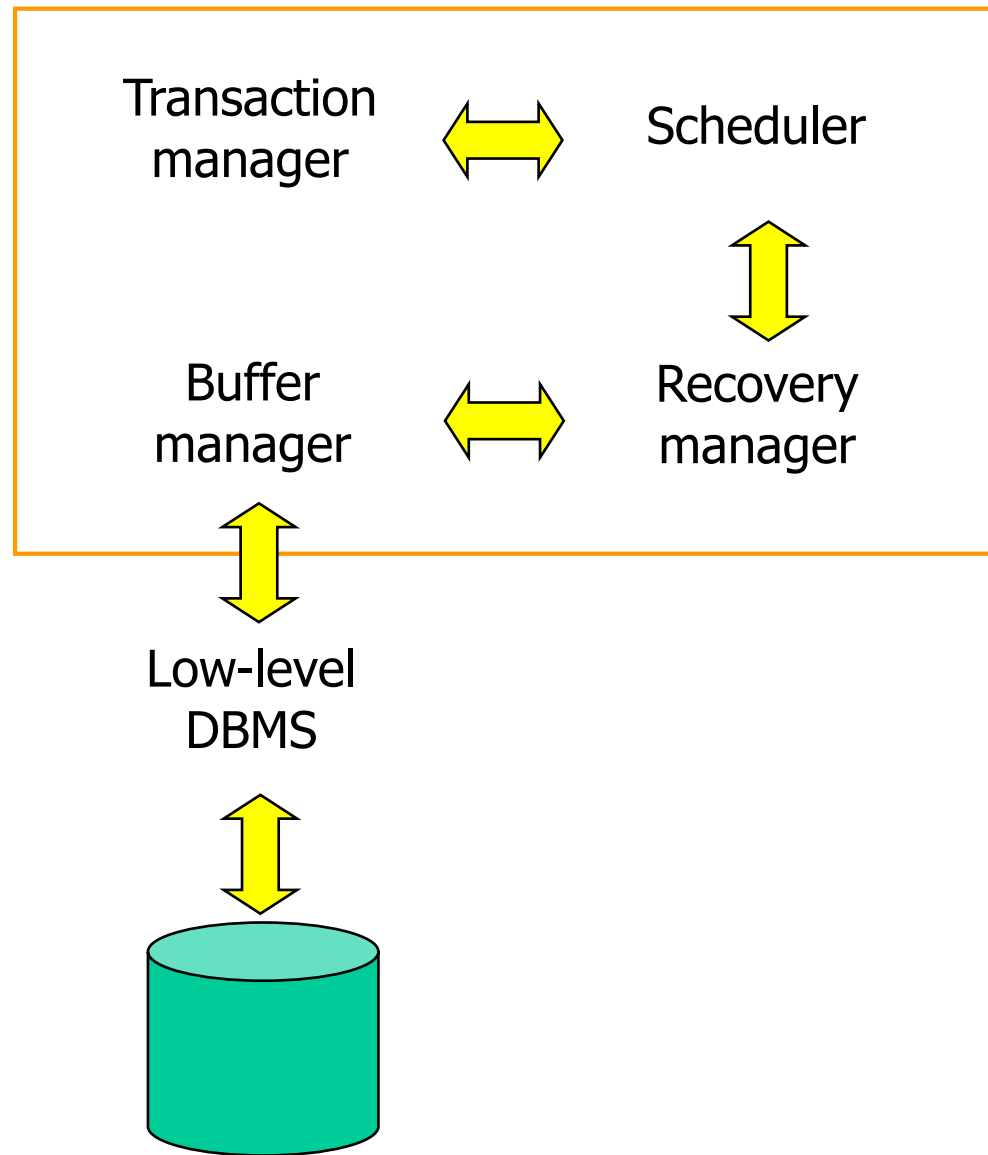 Transaction
manager
Scheduler
Buffer
manager
Recovery
manager
Low-level
DBMS